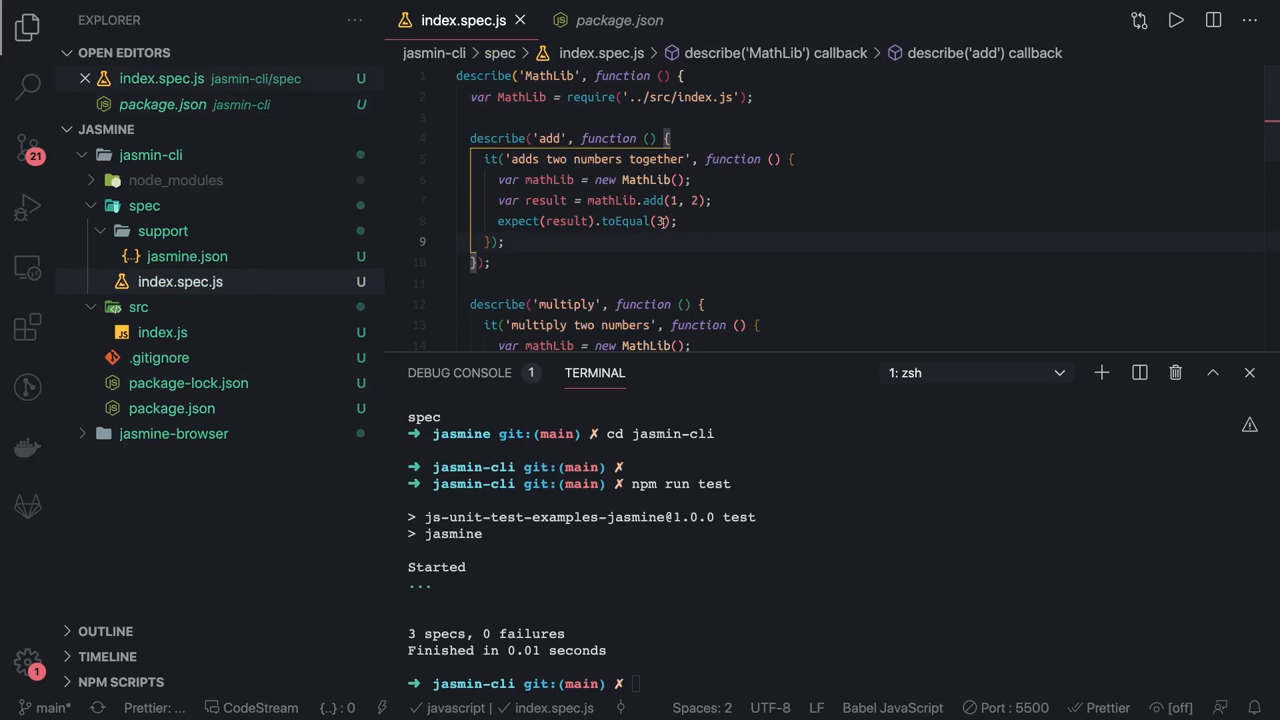 EXPLORER
OPEN EDITORS
index.spec.js jasmin-cli/spec U
package.json jasmin-cli U
JASMINE
jasmin-cli
node_modules
spec
support
{..} jasmine.json U
index.spec.js U
src
JS index.js U
.gitignore U
package-lock.json U
package.json U
jasmine-browser
OUTLINE
TIMELINE
NPM SCRIPTS
21
1
index.spec.js
package.json
jasmin-cli > spec > index.spec.js > describe('MathLib') callback > describe('add') callback
1 describe('MathLib', function () {
2 var MathLib = require('../src/index.js');
3
4 describe('add', function () {
5 it('adds two numbers together', function () {
6 var mathLib = new MathLib();
7 var result = mathLib.add(1, 2);
8 expect(result).toEqual(3);
9 });
10 });
11
12 describe('multiply', function () {
13 it('multiply two numbers', function () {
14 var mathLib = new MathLib();
DEBUG CONSOLE 1 TERMINAL 1: zsh
spec
➜ jasmine git:(main) ✗ cd jasmin-cli
➜ jasmin-cli git:(main) ✗
➜ jasmin-cli git:(main) ✗ npm run test
> js-unit-test-examples-jasmine@1.0.0 test
> jasmine
Started
...
3 specs, 0 failures
Finished in 0.01 seconds
➜ jasmin-cli git:(main) ✗
main* Prettier: ... CodeStream {..} : 0 javascript | index.spec.js Spaces: 2 UTF-8 LF Babel JavaScript Port : 5500 Prettier [off]